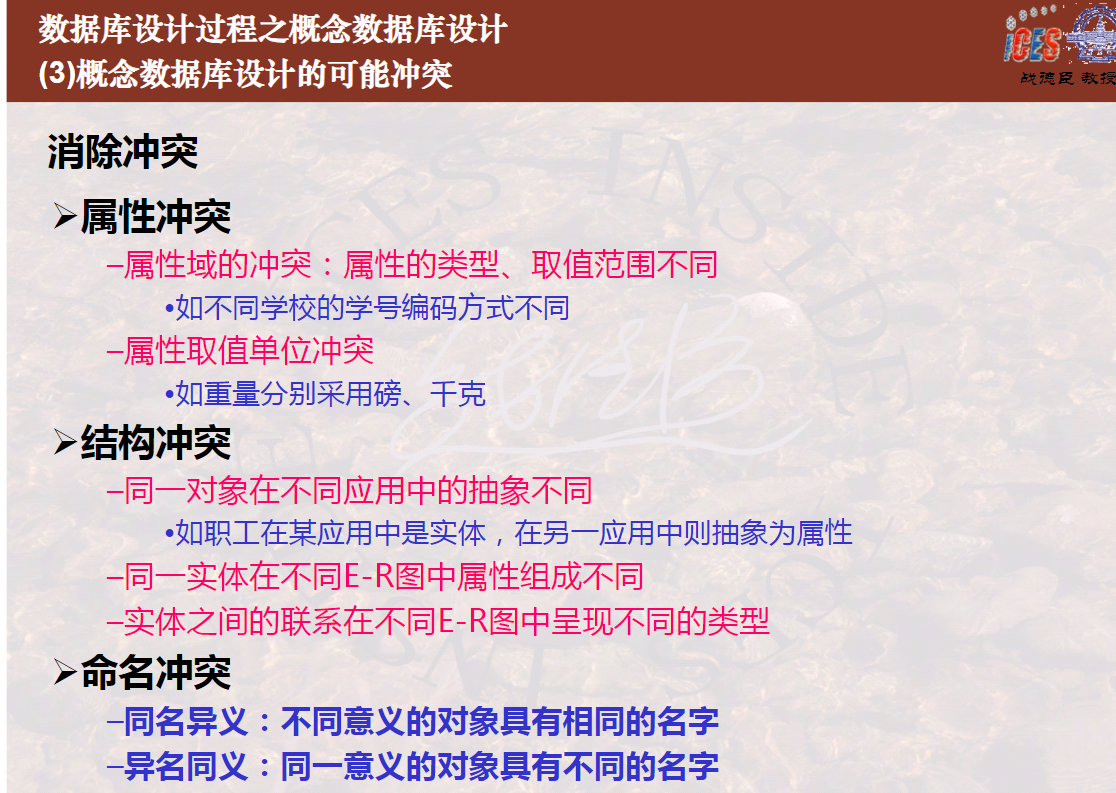 数据库设计过程之概念数据库设计
(3)概念数据库设计的可能冲突
iCES
战德臣 教授
消除冲突
➢属性冲突
–属性域的冲突：属性的类型、取值范围不同
•如不同学校的学号编码方式不同
–属性取值单位冲突
•如重量分别采用磅、千克
➢结构冲突
–同一对象在不同应用中的抽象不同
•如职工在某应用中是实体，在另一应用中则抽象为属性
–同一实体在不同E-R图中属性组成不同
–实体之间的联系在不同E-R图中呈现不同的类型
➢命名冲突
–同名异义：不同意义的对象具有相同的名字
–异名同义：同一意义的对象具有不同的名字